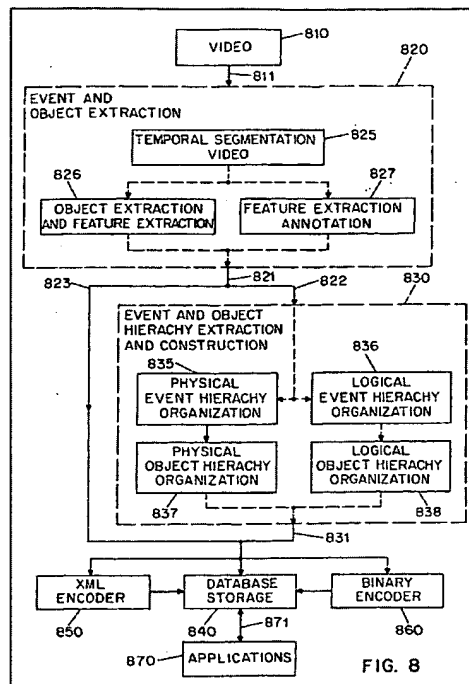 810
VIDEO
820
811
EVENT AND
OBJECT EXTRACTION
TEMPORAL SEGMENTATION
VIDEO
825
826
827
OBJECT EXTRACTION
AND FEATURE EXTRACTION
FEATURE EXTRACTION
ANNOTATION
823
821
822
830
EVENT AND OBJECT
HIERACHY EXTRACTION
AND CONSTRUCTION
835
836
PHYSICAL
EVENT HIERACHY
ORGANIZATION
LOGICAL
EVENT HIERACHY
ORGANIZATION
PHYSICAL
OBJECT HIERACHY
ORGANIZATION
LOGICAL
OBJECT HIERACHY
ORGANIZATION
837
838
831
XML
ENCODER
DATABASE
STORAGE
BINARY
ENCODER
850
840
871
860
870
APPLICATIONS
FIG. 8